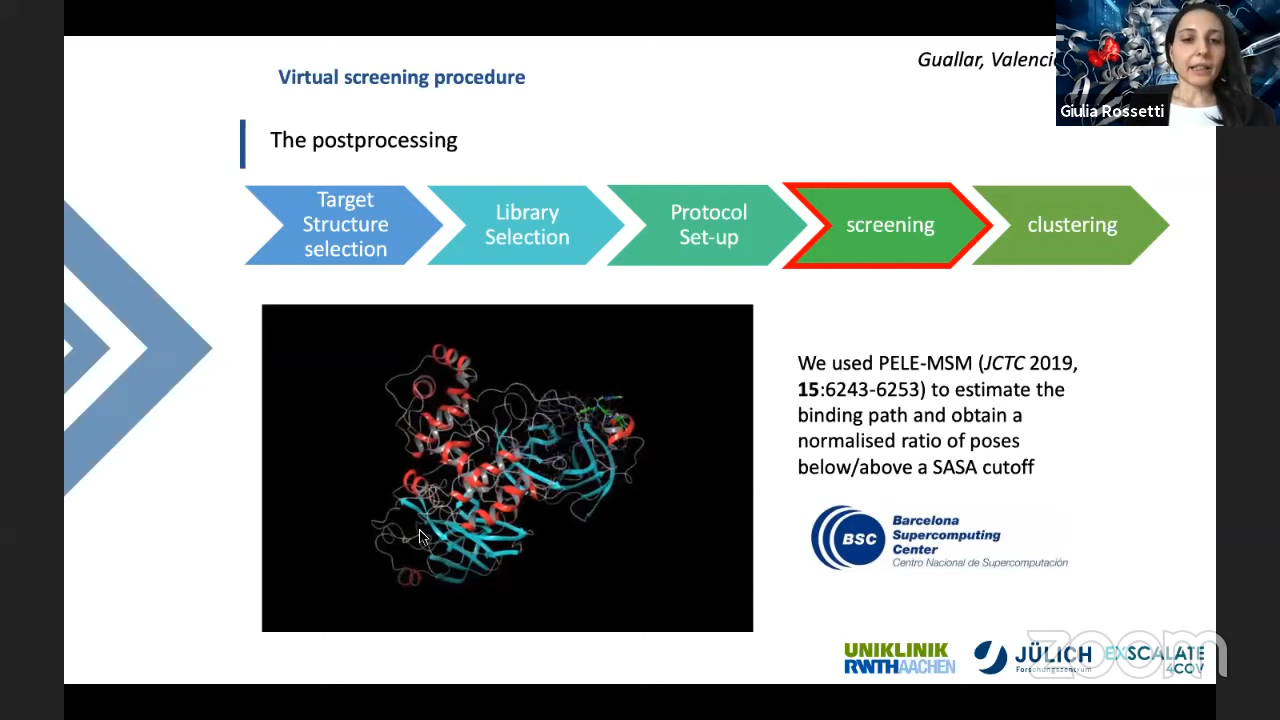 Virtual screening procedure
Guallar, Valencia
Giulia Rossetti
The postprocessing
Target
Structure
selection
Library
Selection
Protocol
Set-up
screening
clustering
We used PELE-MSM (JCTC 2019,
15:6243-6253) to estimate the
binding path and obtain a
normalised ratio of poses
below/above a SASA cutoff
BSC
Barcelona
Supercomputing
Center
Centro Nacional de Supercomputación
UNIKLINIK
RWTHAACHEN
JÜLICH
Forschungszentrum
EXSCALATE
4COV
zoom